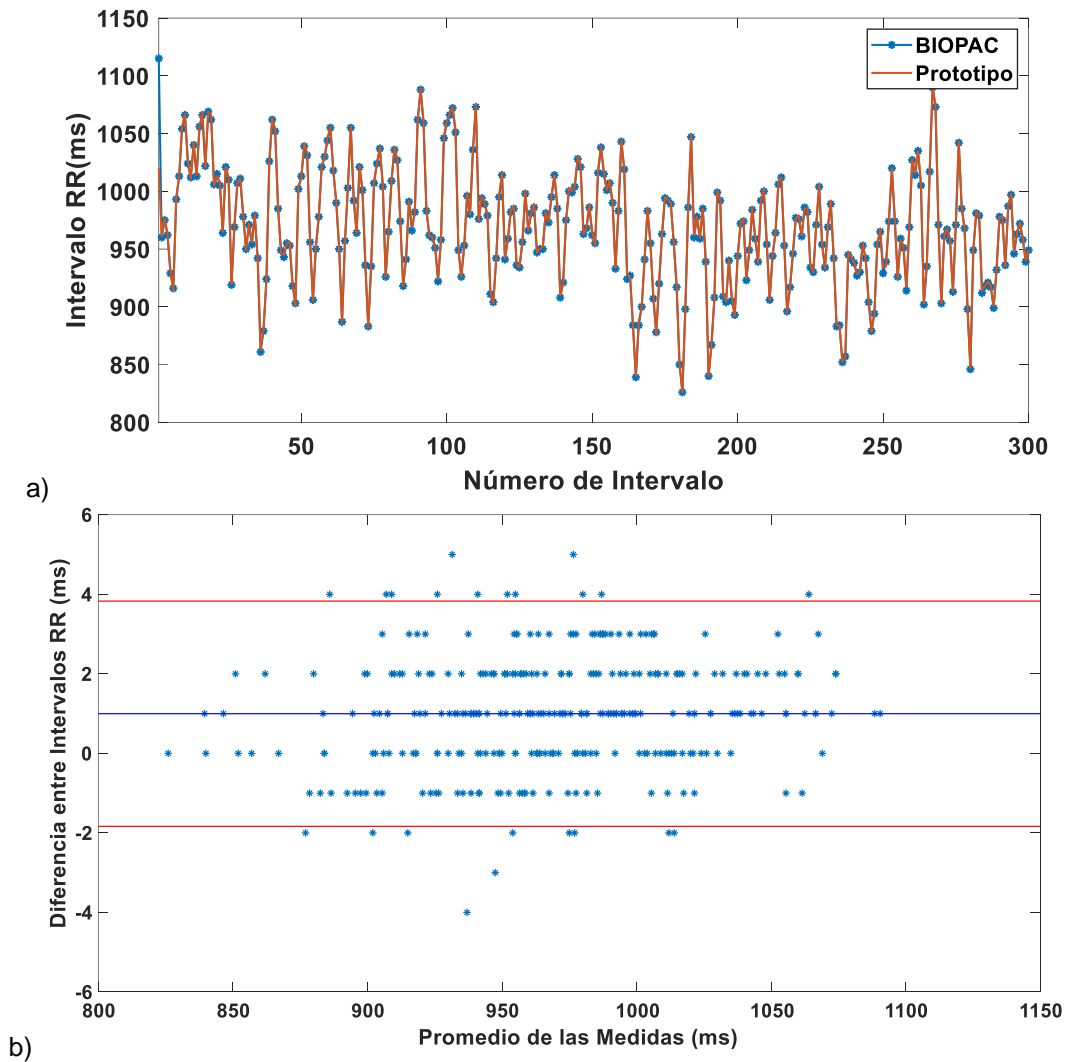 1150
1100
1050
1000
950
900
850
800
Intervalo RR(ms)
BIOPAC
Prototipo
50 100 150 200 250 300
Número de Intervalo
a)
6
4
2
0
-2
-4
-6
Diferencia entre Intervalos RR (ms)
800 850 900 950 1000 1050 1100 1150
Promedio de las Medidas (ms)
b)